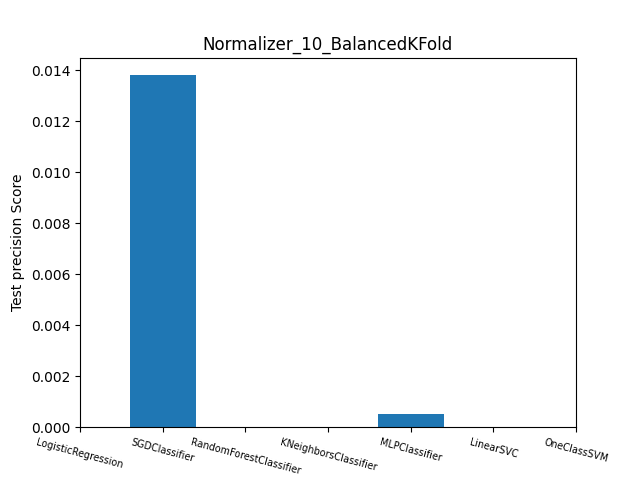 Normalizer_10_BalancedKFold
Test precision Score
0.014
0.012
0.010
0.008
0.006
0.004
0.002
0.000
LogisticRegression
SGDClassifier
RandomForestClassifier
KNeighborsClassifier
MLPClassifier
LinearSVC
OneClassSVM